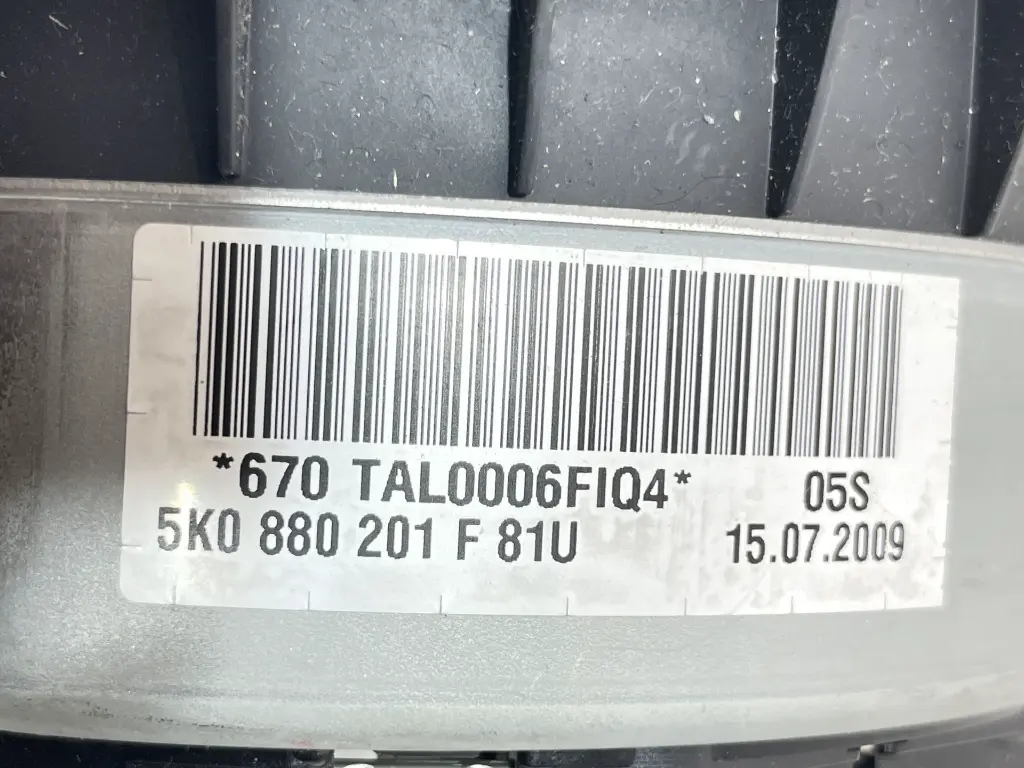 *670 TAL0006FIQ4* 05S
5K0 880 201 F 81U 15.07.2009